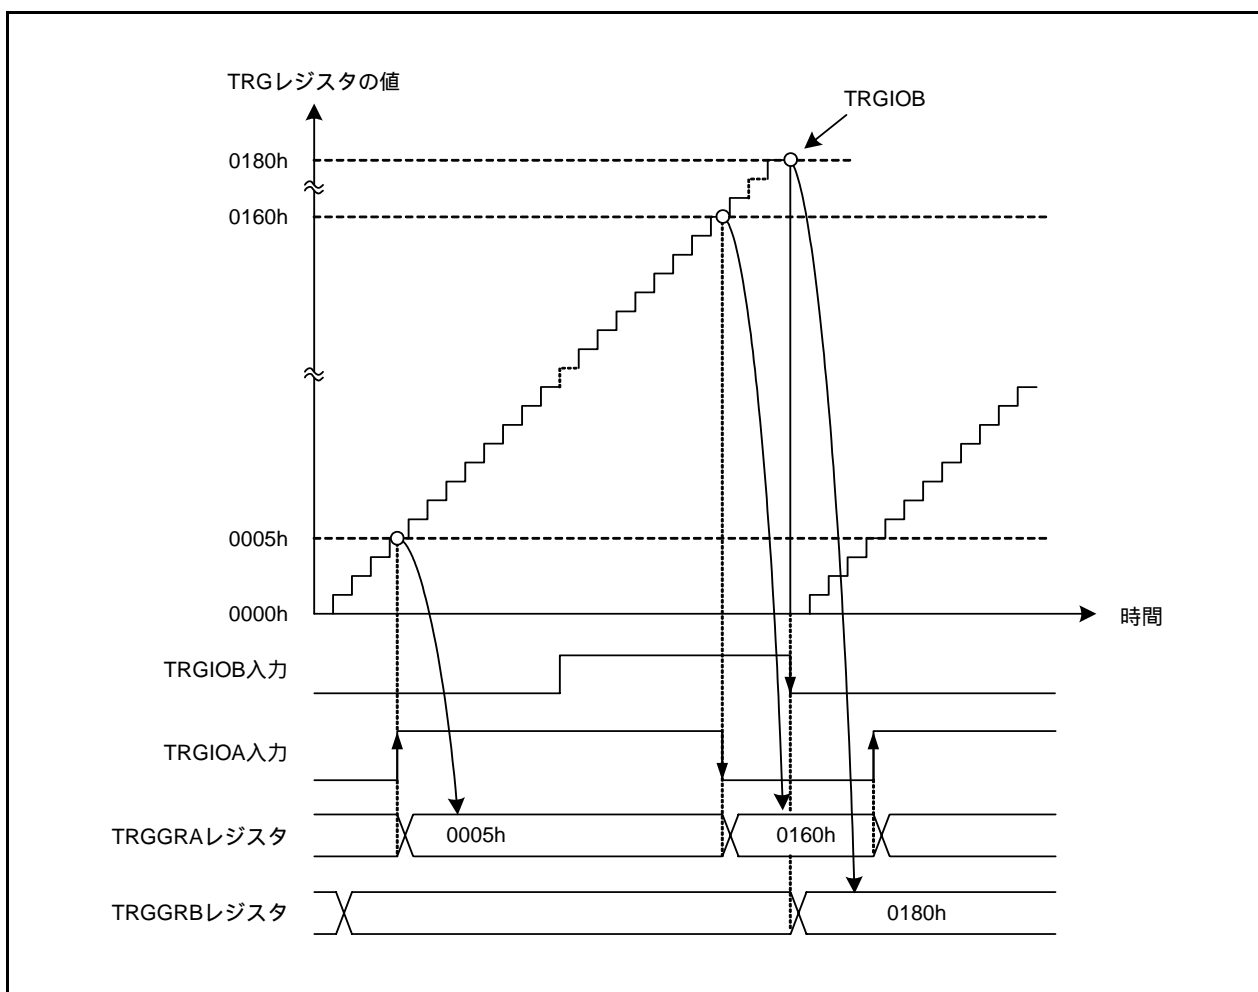 TRGレジスタの値
TRGIOB
0180h
0160h
0005h
0000h
時間
TRGIOB入力
TRGIOA入力
TRGGRAレジスタ
0005h
0160h
TRGGRBレジスタ
0180h